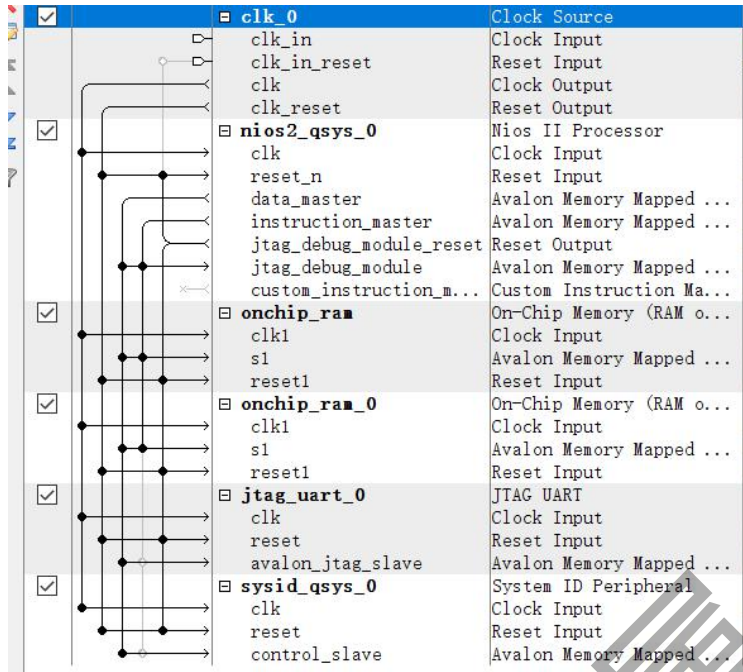 clk_0 Clock Source
clk_in Clock Input
clk_in_reset Reset Input
clk Clock Output
clk_reset Reset Output
nios2_qsys_0 Nios II Processor
clk Clock Input
reset_n Reset Input
data_master Avalon Memory Mapped ...
instruction_master Avalon Memory Mapped ...
jtag_debug_module_reset Reset Output
jtag_debug_module Avalon Memory Mapped ...
custom_instruction_m... Custom Instruction Ma...
onchip_ram On-Chip Memory (RAM o...
clk1 Clock Input
s1 Avalon Memory Mapped ...
reset1 Reset Input
onchip_ram_0 On-Chip Memory (RAM o...
clk1 Clock Input
s1 Avalon Memory Mapped ...
reset1 Reset Input
jtag_uart_0 JTAG UART
clk Clock Input
reset Reset Input
avalon_jtag_slave Avalon Memory Mapped ...
sysid_qsys_0 System ID Peripheral
clk Clock Input
reset Reset Input
control_slave Avalon Memory Mapped ...